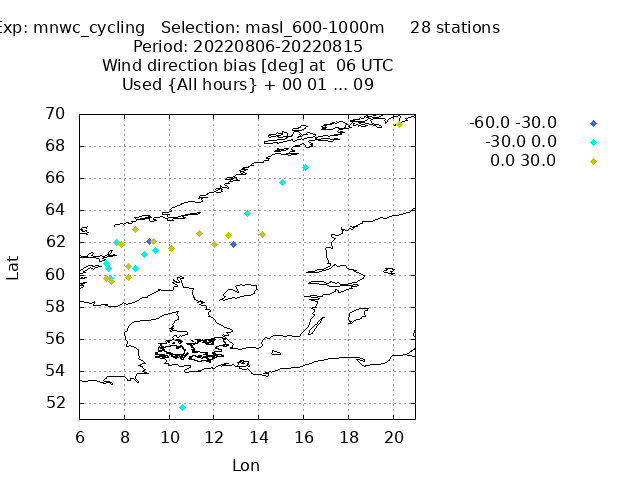 Exp: mnwc_cycling Selection: masl_600-1000m 28 stations
Period: 20220806-20220815
Wind direction bias [deg] at 06 UTC
Used {All hours} + 00 01 ... 09
-60.0 -30.0
-30.0 0.0
0.0 30.0
70
68
66
64
62
60
58
56
54
52
Lat
6 8 10 12 14 16 18 20
Lon